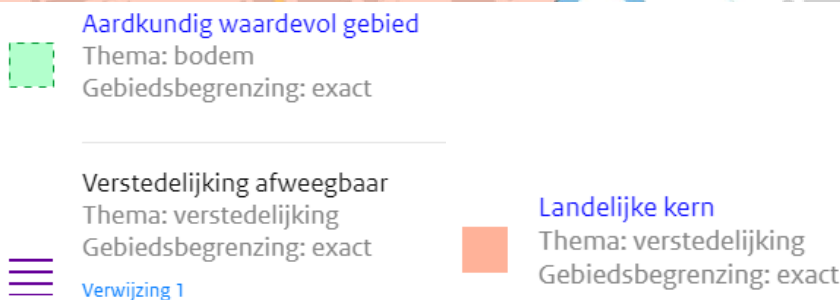 Aardkundig waardevol gebied
Thema: bodem
Gebiedsbegrenzing: exact
Verstedelijking afweegbaar
Thema: verstedelijking
Gebiedsbegrenzing: exact
Verwijzing 1
Landelijke kern
Thema: verstedelijking
Gebiedsbegrenzing: exact